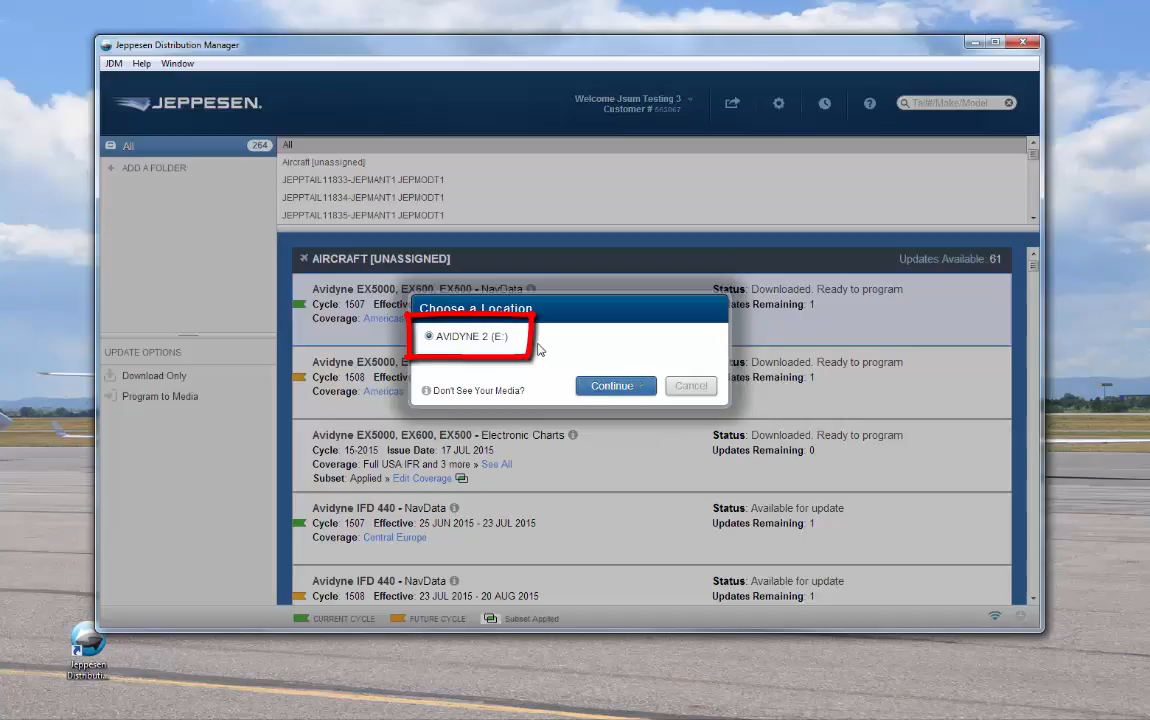 Jeppesen Distribution Manager
JDM Help Window
JEPPESEN.
Welcome Jsum Testing 3
Customer #
Tail#/Make/Model
All 264
ADD A FOLDER
All
Aircraft [unassigned]
JEPPTAIL11833-JEPMANT1 JEPMODT1
JEPPTAIL11834-JEPMANT1 JEPMODT1
JEPPTAIL11835-JEPMANT1 JEPMODT1
AIRCRAFT [UNASSIGNED] Updates Available: 61
Avidyne EX5000, EX600, EX500 - NavData
Status: Downloaded. Ready to program
Cycle: 1507 Effecti
Updates Remaining: 1
Coverage: Americas
Choose a Location
AVIDYNE 2 (E:)
Don't See Your Media?
Continue
Cancel
UPDATE OPTIONS
Download Only
Program to Media
Avidyne EX5000, E
Status: Downloaded. Ready to program
Cycle: 1508 Effecti
Updates Remaining: 1
Coverage: Americas
Avidyne EX5000, EX600, EX500 - Electronic Charts
Status: Downloaded. Ready to program
Cycle: 15-2015 Issue Date: 17 JUL 2015
Updates Remaining: 0
Coverage: Full USA IFR and 3 more » See All
Subset: Applied » Edit Coverage
Avidyne IFD 440 - NavData
Status: Available for update
Cycle: 1507 Effective: 25 JUN 2015 - 23 JUL 2015
Updates Remaining: 1
Coverage: Central Europe
Avidyne IFD 440 - NavData
Status: Available for update
Cycle: 1508 Effective: 23 JUL 2015 - 20 AUG 2015
Updates Remaining: 1
CURRENT CYCLE FUTURE CYCLE Subset Applied
Jeppesen
Distributi...